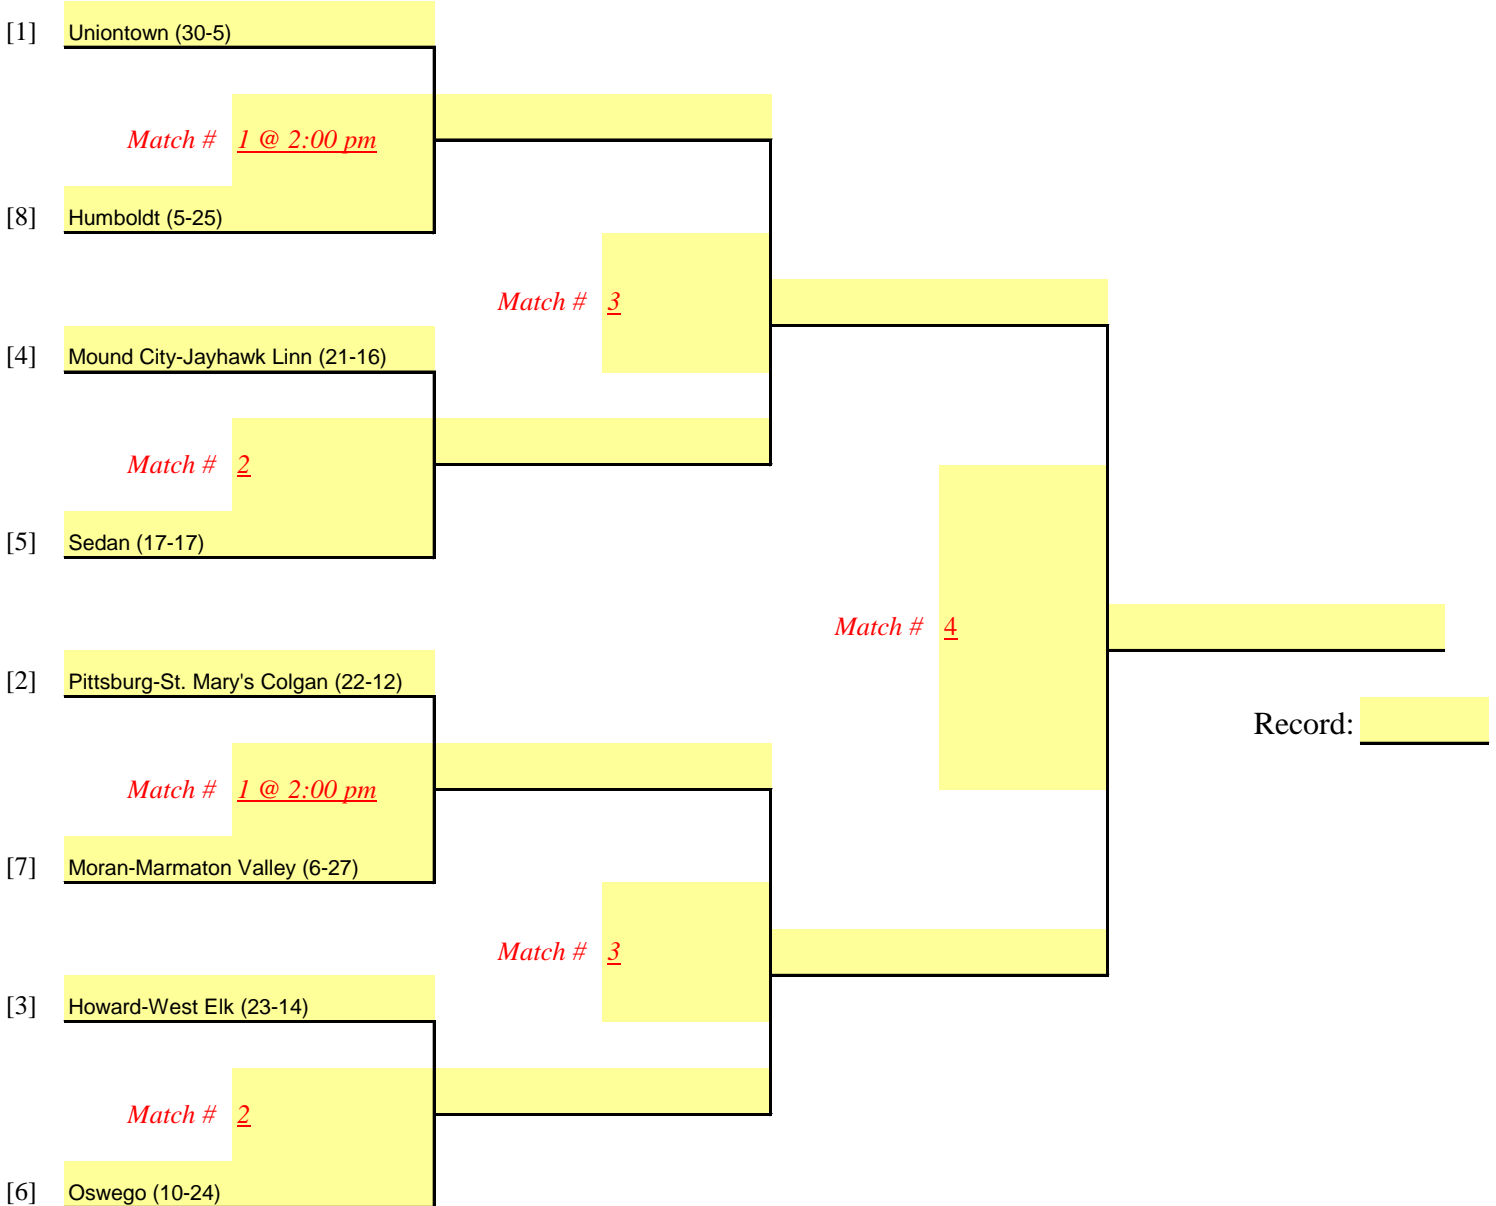 [1] Uniontown (30-5)
Match # 1 @ 2:00 pm
[8] Humboldt (5-25)
Match # 3
[4] Mound City-Jayhawk Linn (21-16)
Match # 2
[5] Sedan (17-17)
Match # 4
[2] Pittsburg-St. Mary's Colgan (22-12)
Record:
Match # 1 @ 2:00 pm
[7] Moran-Marmaton Valley (6-27)
Match # 3
[3] Howard-West Elk (23-14)
Match # 2
[6] Oswego (10-24)